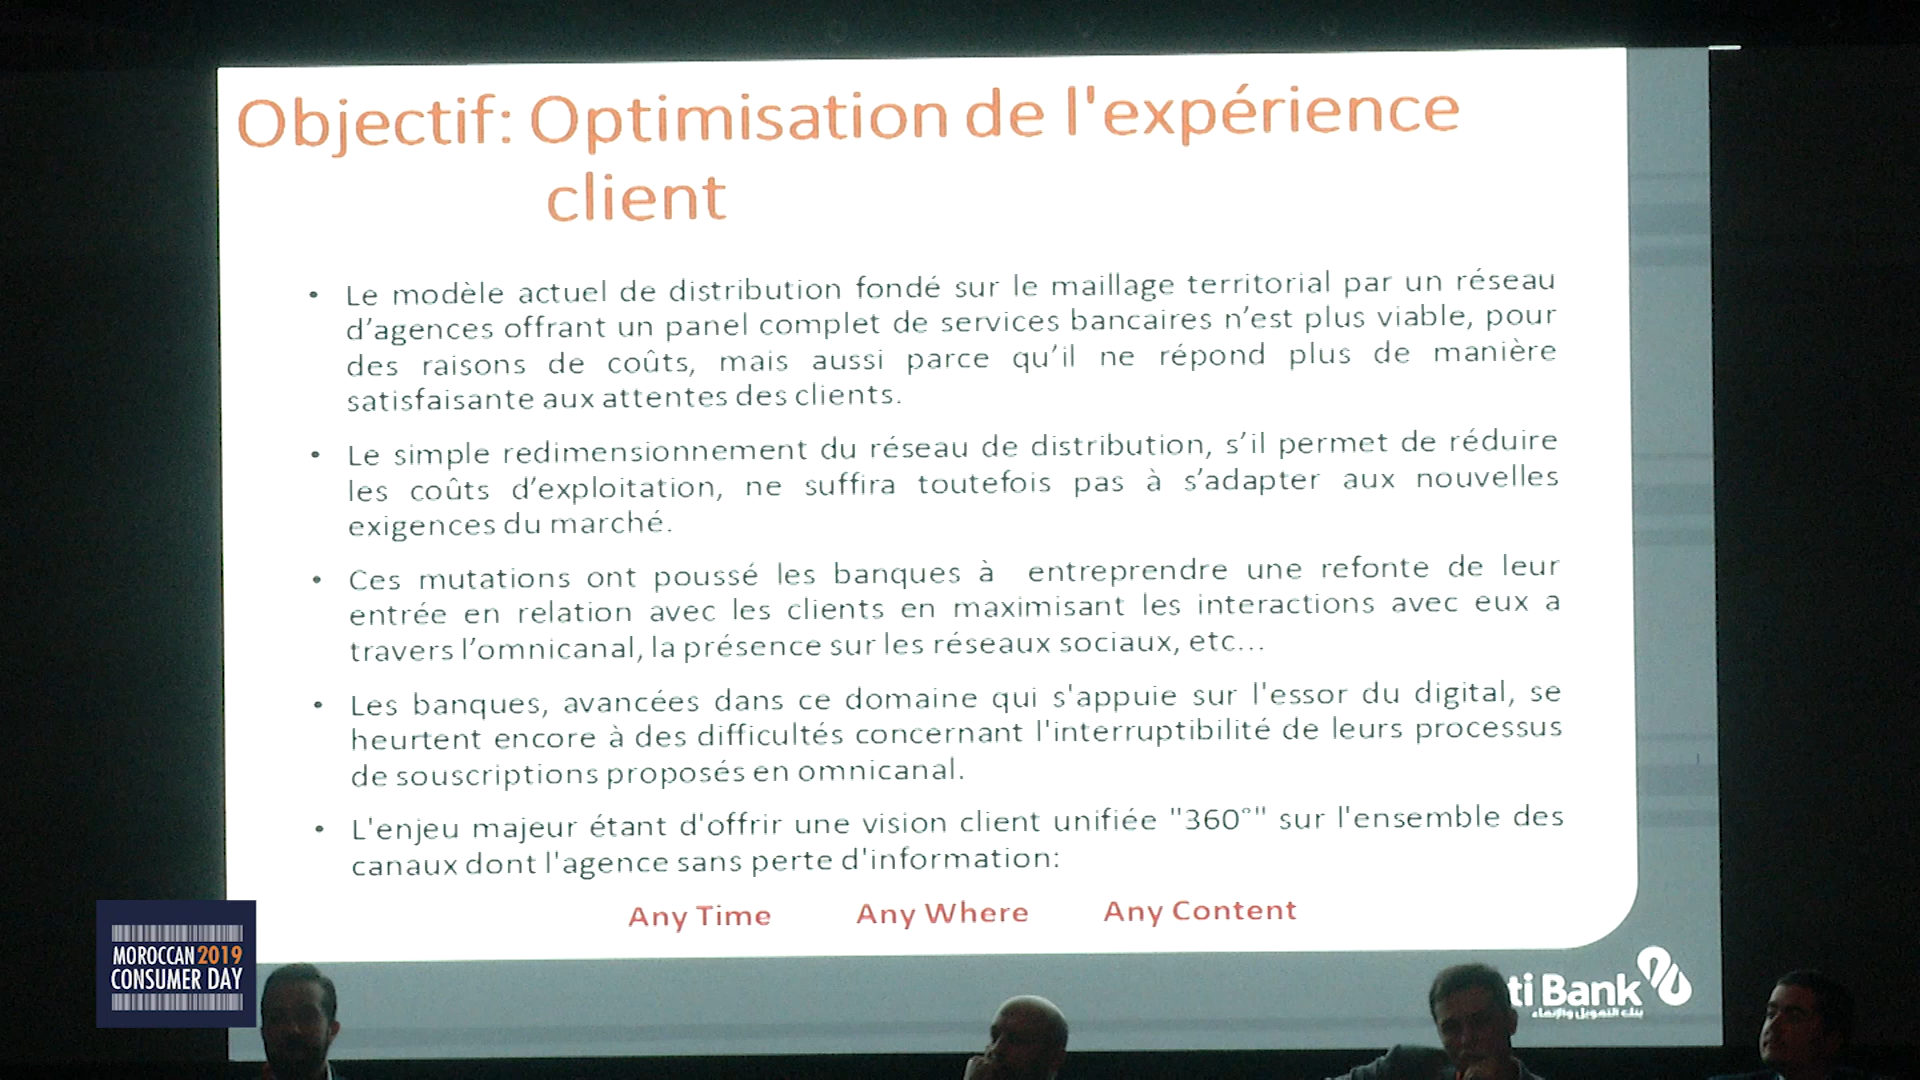 Objectif: Optimisation de l'expérience
client
• Le modèle actuel de distribution fondé sur le maillage territorial par un réseau
d’agences offrant un panel complet de services bancaires n’est plus viable, pour
des raisons de coûts, mais aussi parce qu’il ne répond plus de manière
satisfaisante aux attentes des clients.
• Le simple redimensionnement du réseau de distribution, s’il permet de réduire
les coûts d’exploitation, ne suffira toutefois pas à s’adapter aux nouvelles
exigences du marché.
• Ces mutations ont poussé les banques à entreprendre une refonte de leur
entrée en relation avec les clients en maximisant les interactions avec eux a
travers l’omnicanal, la présence sur les réseaux sociaux, etc...
• Les banques, avancées dans ce domaine qui s'appuie sur l'essor du digital, se
heurtent encore à des difficultés concernant l'interruptibilité de leurs processus
de souscriptions proposés en omnicanal.
• L'enjeu majeur étant d'offrir une vision client unifiée "360°" sur l'ensemble des
canaux dont l'agence sans perte d'information:
Any Time Any Where Any Content
MOROCCAN 2019
CONSUMER DAY
ti Bank
بنك التمويل والإنماء